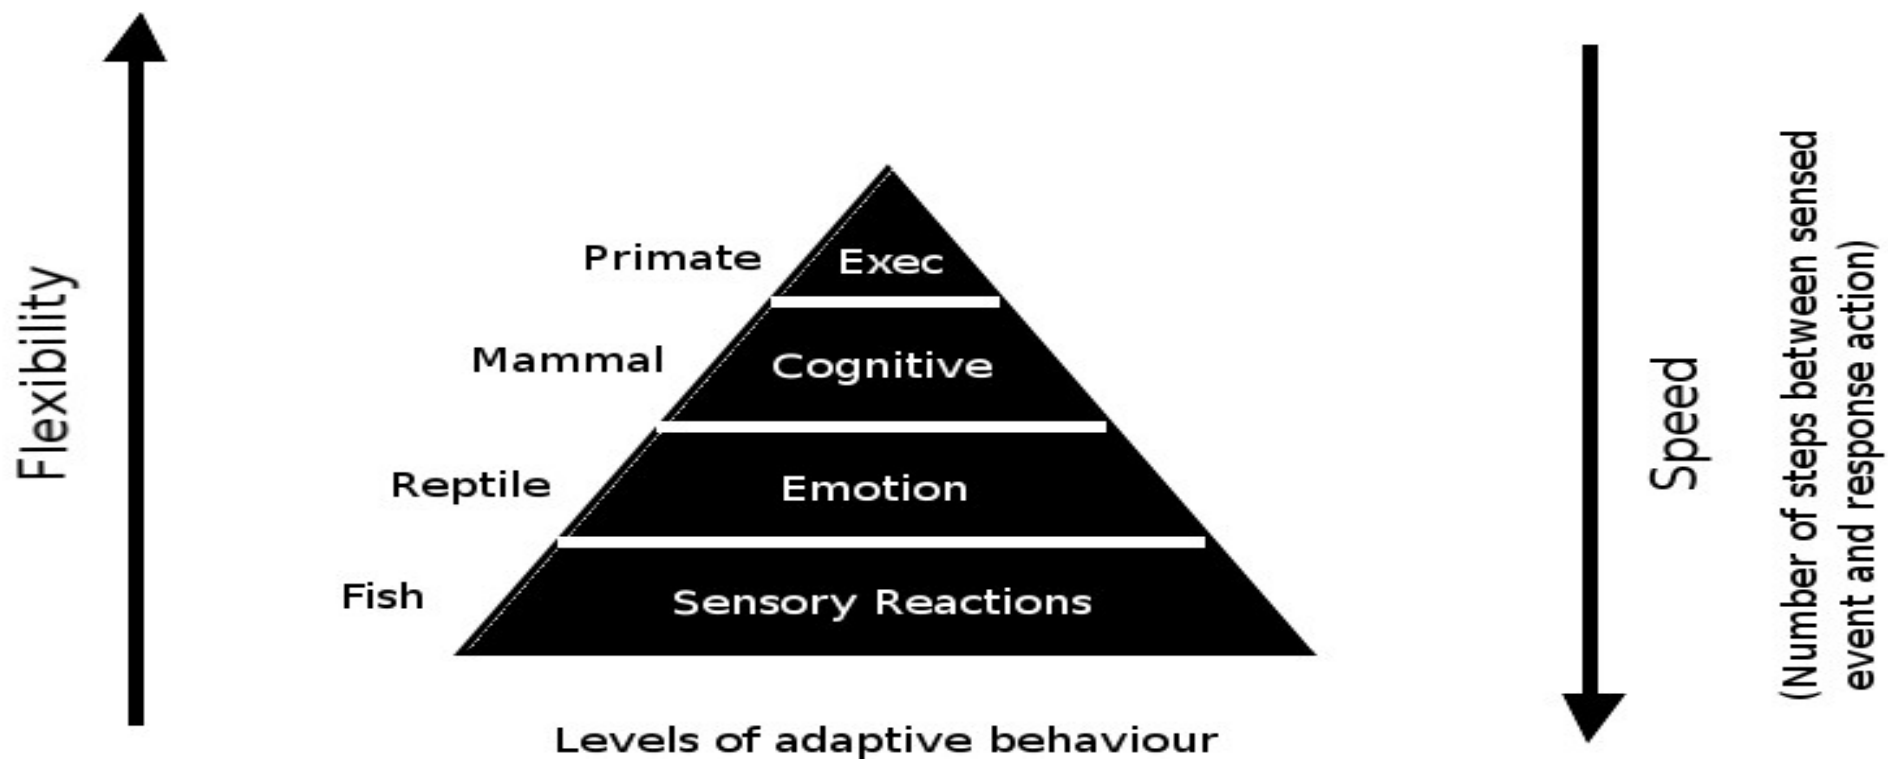 Flexibility
Primate
Exec
Mammal
Cognitive
Reptile
Emotion
Fish
Sensory Reactions
Levels of adaptive behaviour
Speed
(Number of steps between sensed
event and response action)